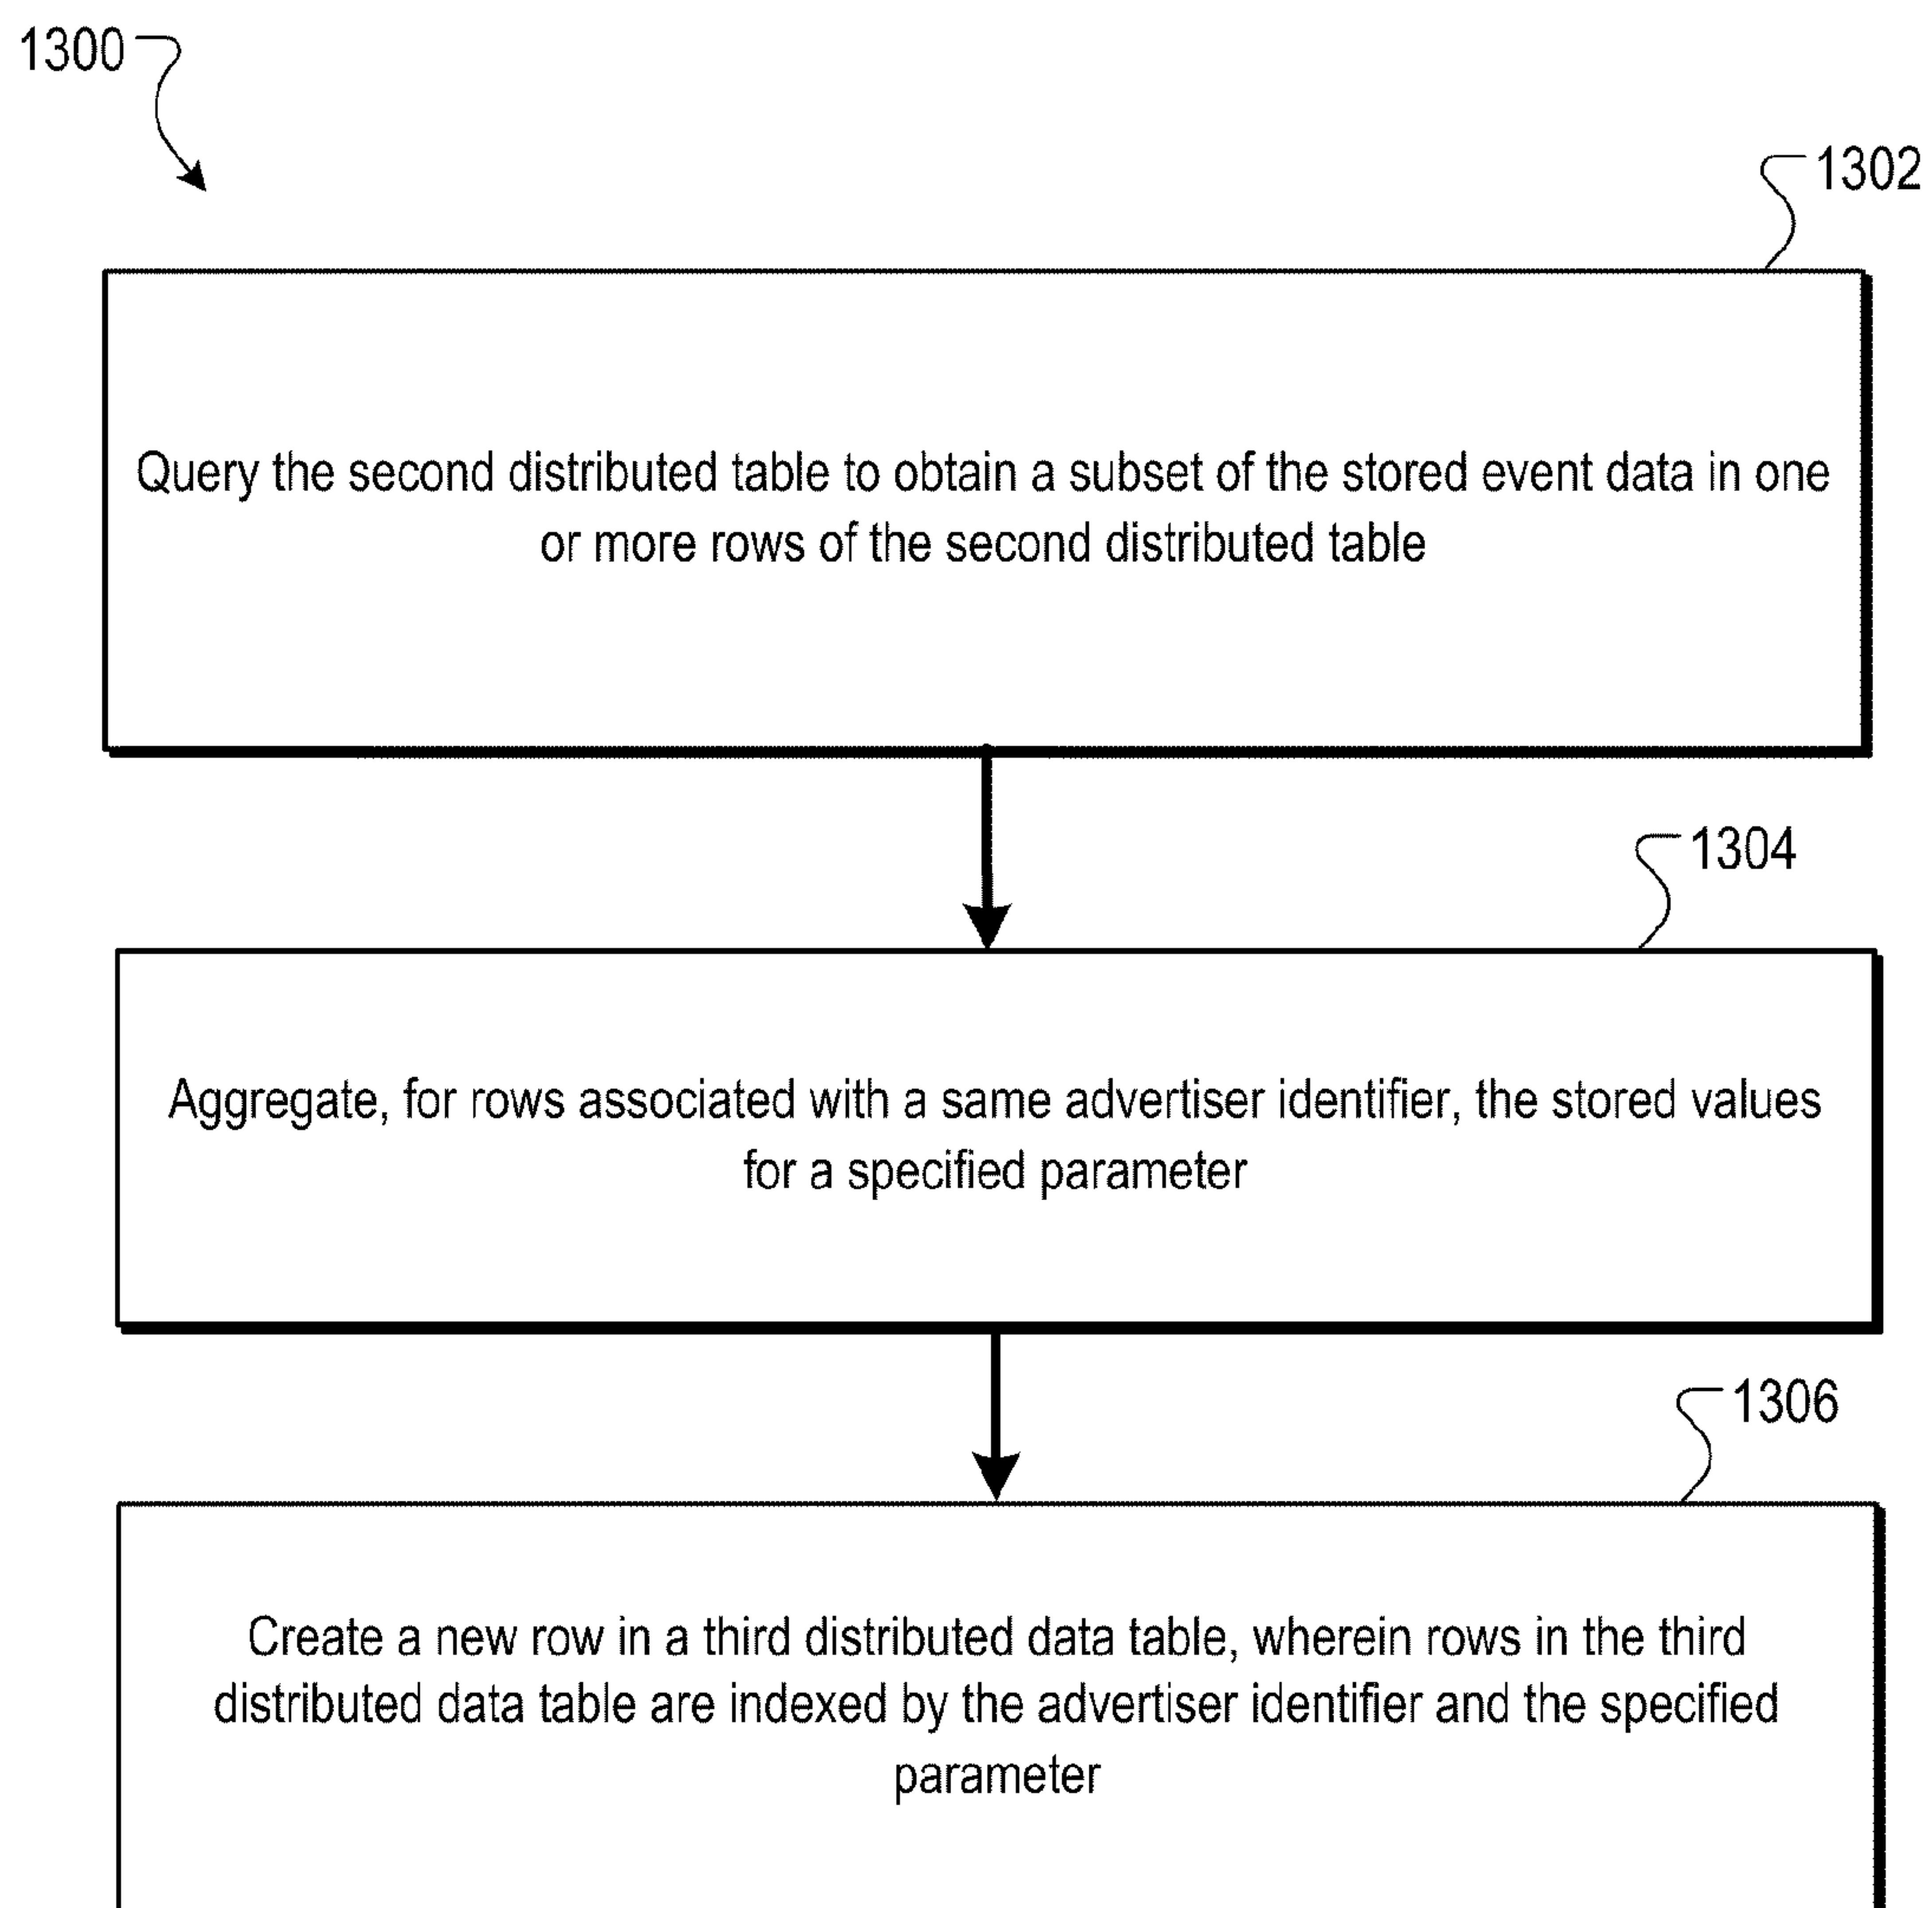 1300
1302
Query the second distributed table to obtain a subset of the stored event data in one
or more rows of the second distributed table
1304
Aggregate, for rows associated with a same advertiser identifier, the stored values
for a specified parameter
1306
Create a new row in a third distributed data table, wherein rows in the third
distributed data table are indexed by the advertiser identifier and the specified
parameter